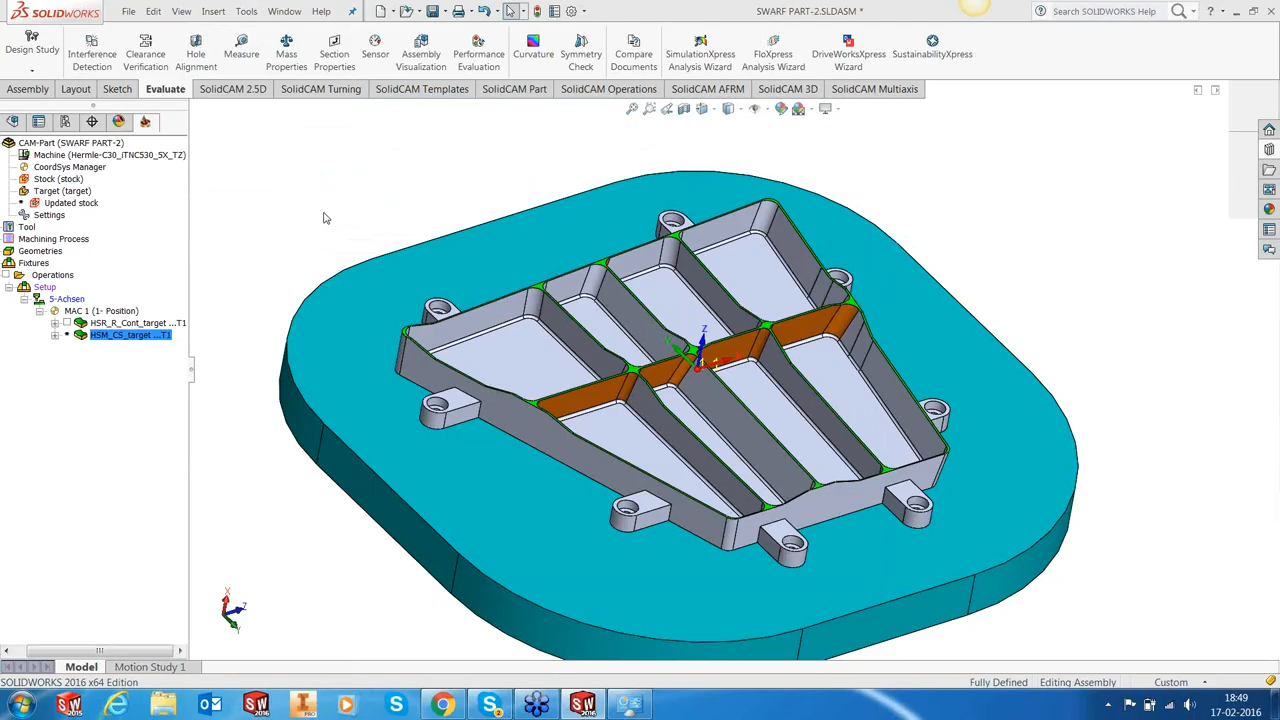 SOLIDWORKS
File Edit View Insert Tools Window Help
SWARF PART-2.SLDASM *
Search SOLIDWORKS Help
Design Study
Interference Detection
Clearance Verification
Hole Alignment
Measure
Mass Properties
Section Properties
Sensor
Assembly Visualization
Performance Evaluation
Curvature
Symmetry Check
Compare Documents
SimulationXpress Analysis Wizard
FloXpress Analysis Wizard
DriveWorksXpress Wizard
SustainabilityXpress
Assembly Layout Sketch Evaluate SolidCAM 2.5D SolidCAM Turning SolidCAM Templates SolidCAM Part SolidCAM Operations SolidCAM AFRM SolidCAM 3D SolidCAM Multiaxis
CAM-Part (SWARF PART-2)
Machine (Hermle-C30_iTNC530_5X_TZ)
CoordSys Manager
Stock (stock)
Target (target)
Updated stock
Settings
Tool
Machining Process
Geometries
Fixtures
Operations
Setup
5-Achsen
MAC 1 (1- Position)
HSR_R_Cont_target ...T1
HSM_CS_target ...T1
Z
X
Z
Y
Model Motion Study 1
SOLIDWORKS 2016 x64 Edition
Fully Defined Editing Assembly Custom
18:49
17-02-2016